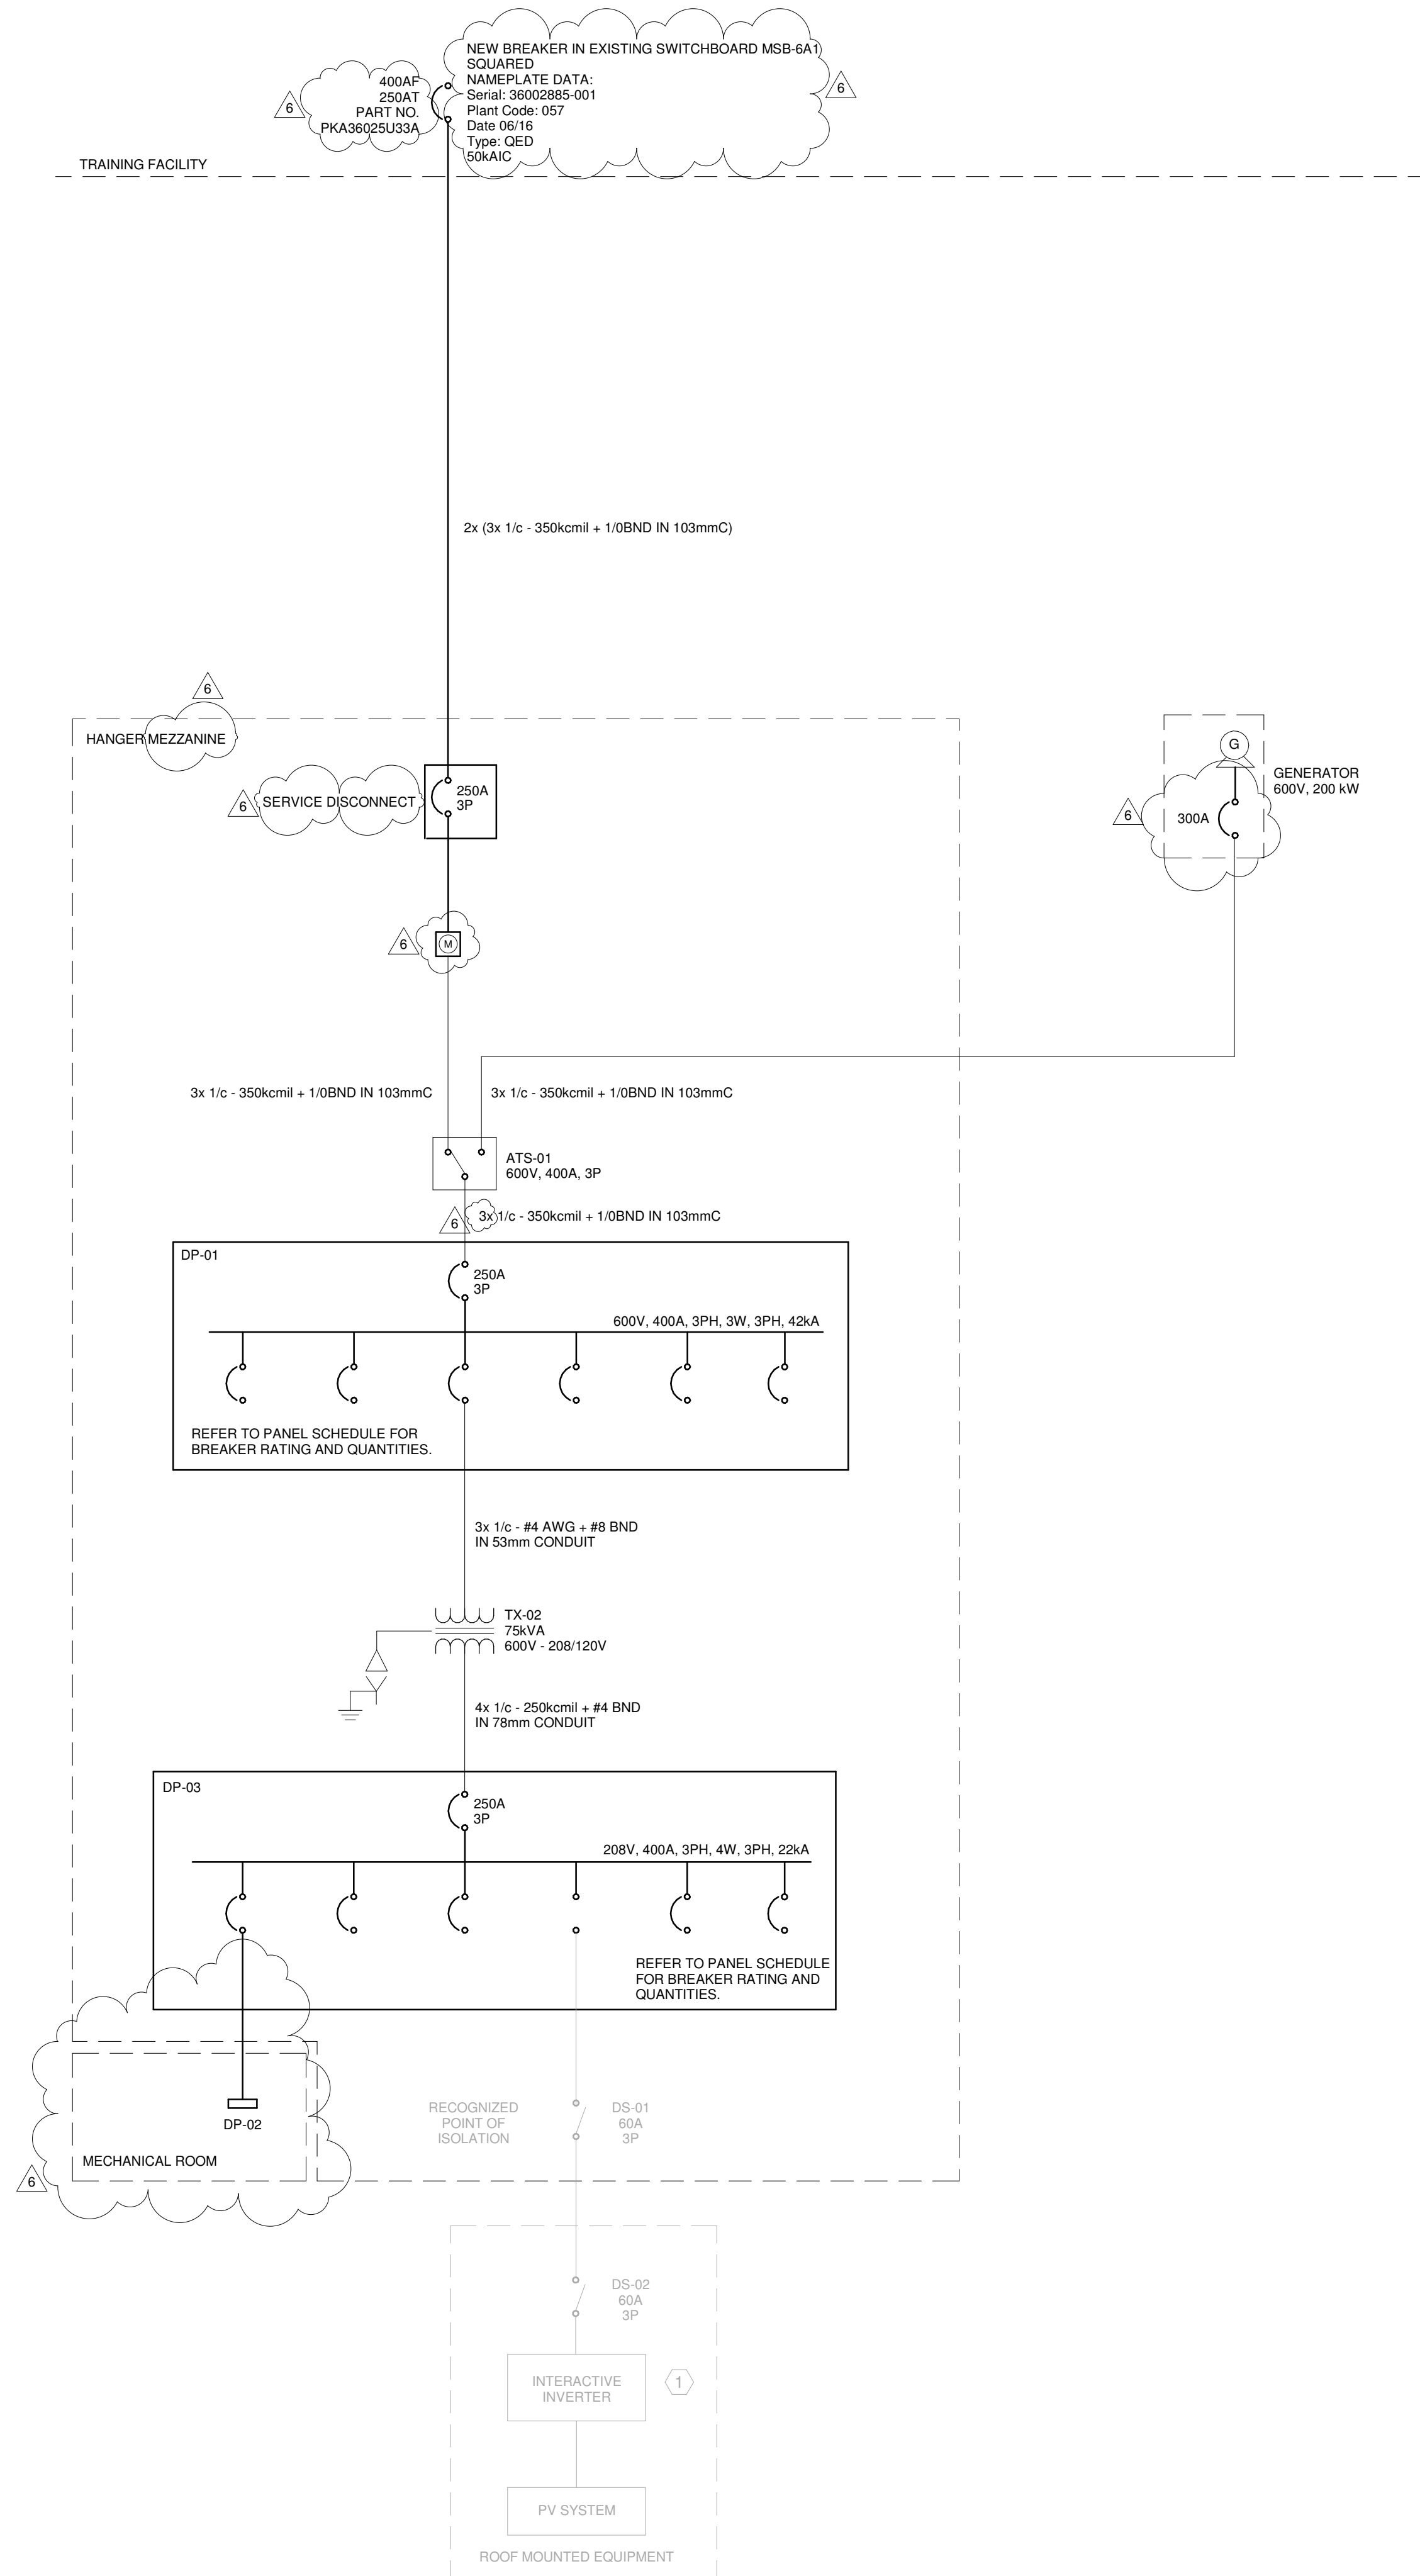 NEW BREAKER IN EXISTING SWITCHBOARD MSB-6A1
SQUARED
NAMEPLATE DATA:
Serial: 36002885-001
Plant Code: 057
Date 06/16
Type: QED
50kAIC
6
400AF
250AT
PART NO.
PKA36025U33A
6
TRAINING FACILITY
2x (3x 1/c - 350kcmil + 1/0BND IN 103mmC)
6
HANGER MEZZANINE
6
SERVICE DISCONNECT
250A
3P
G
GENERATOR
600V, 200 kW
6
300A
6
M
3x 1/c - 350kcmil + 1/0BND IN 103mmC
3x 1/c - 350kcmil + 1/0BND IN 103mmC
ATS-01
600V, 400A, 3P
6
3x 1/c - 350kcmil + 1/0BND IN 103mmC
DP-01
250A
3P
600V, 400A, 3PH, 3W, 3PH, 42kA
REFER TO PANEL SCHEDULE FOR
BREAKER RATING AND QUANTITIES.
3x 1/c - #4 AWG + #8 BND
IN 53mm CONDUIT
TX-02
75kVA
600V - 208/120V
4x 1/c - 250kcmil + #4 BND
IN 78mm CONDUIT
DP-03
250A
3P
208V, 400A, 3PH, 4W, 3PH, 22kA
REFER TO PANEL SCHEDULE
FOR BREAKER RATING AND
QUANTITIES.
DP-02
MECHANICAL ROOM
6
RECOGNIZED
POINT OF
ISOLATION
DS-01
60A
3P
DS-02
60A
3P
INTERACTIVE
INVERTER
1
PV SYSTEM
ROOF MOUNTED EQUIPMENT